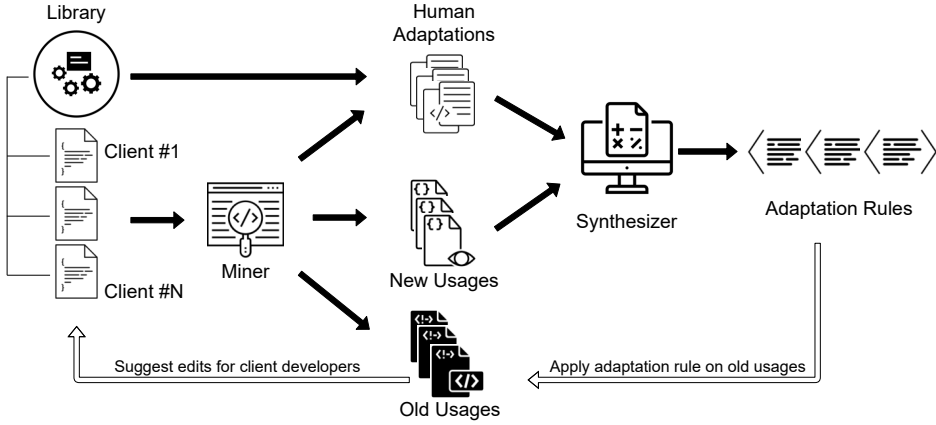 Library
Human
Adaptations
Client #1
Client #N
Miner
New Usages
Old Usages
Synthesizer
Adaptation Rules
Suggest edits for client developers
Apply adaptation rule on old usages